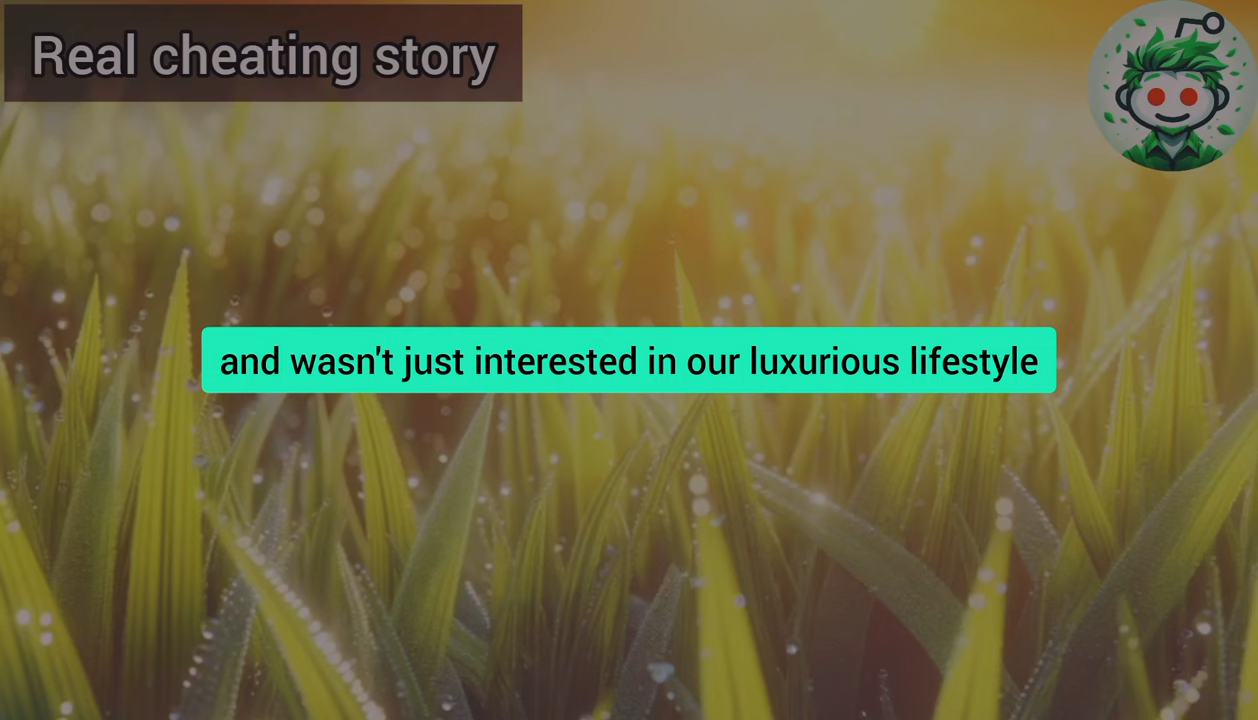 Real cheating story
and wasn't just interested in our luxurious lifestyle